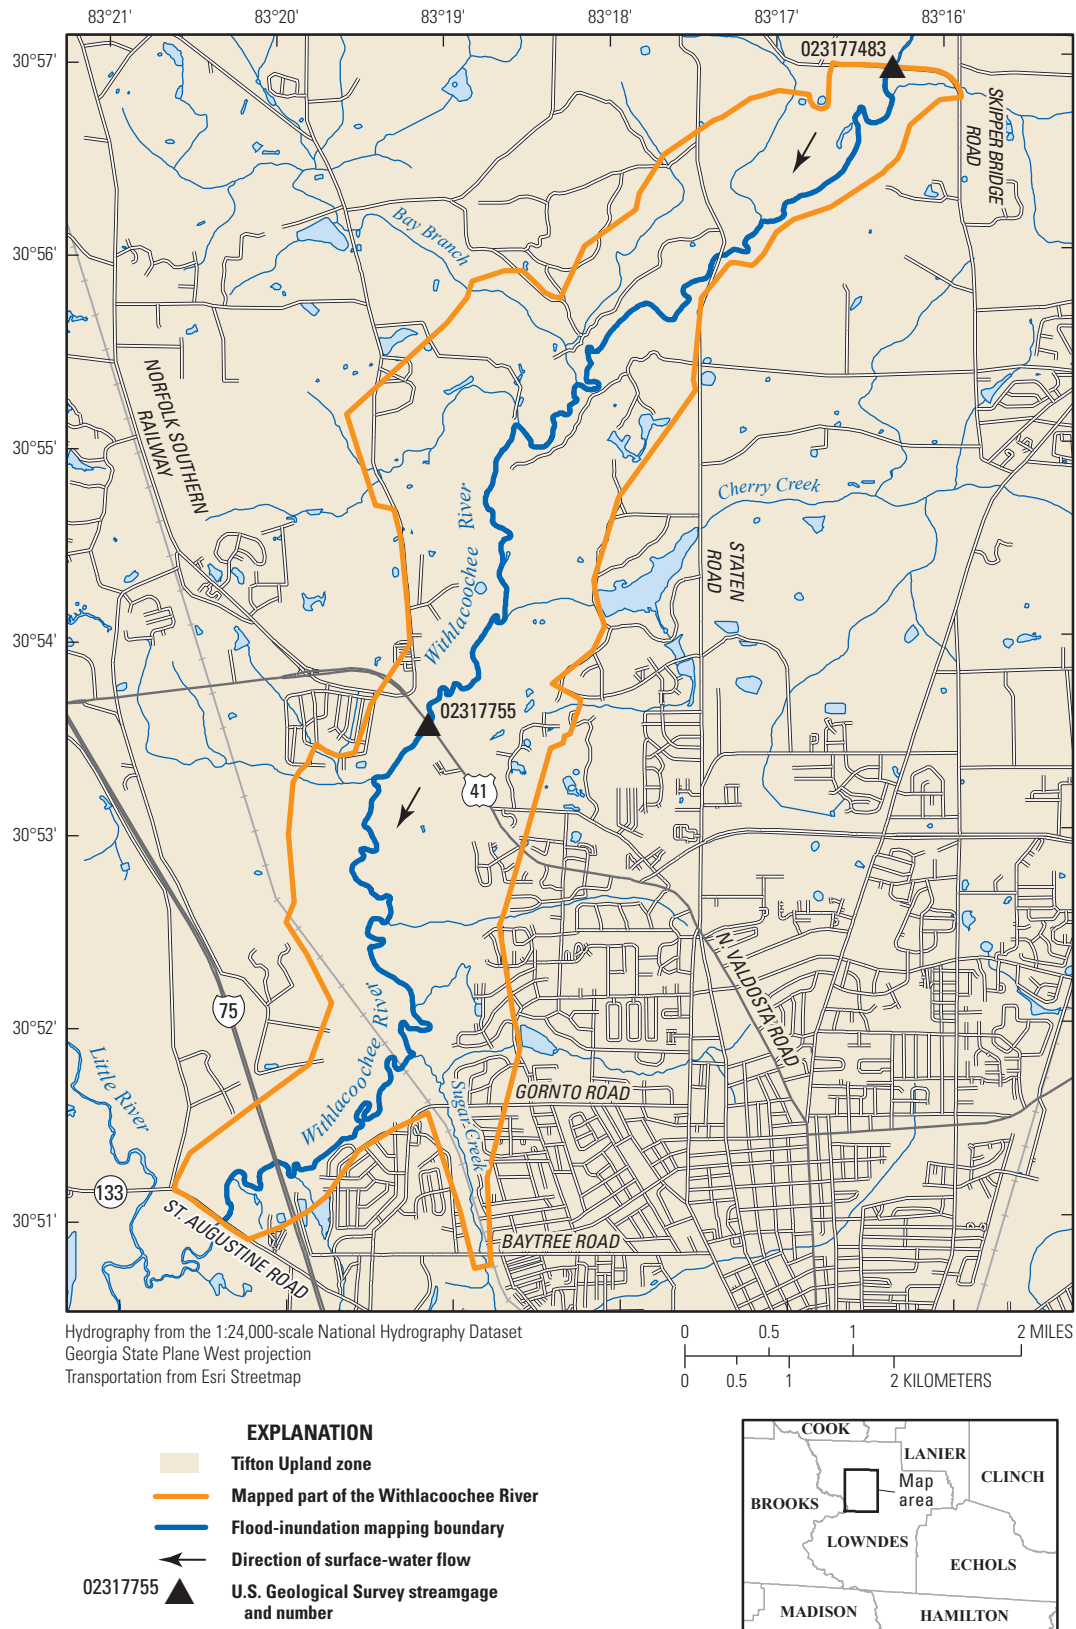 83°21'
83°20'
83°19'
83°18'
83°17'
83°16'
30°57'
30°56'
30°55'
30°54'
30°53'
30°52'
30°51'
023177483
SKIPPER BRIDGE
ROAD
Bay Branch
NORFOLK SOUTHERN
RAILWAY
Withlacoochee River
Cherry Creek
STATEN
ROAD
02317755
41
N. VALDOSTA ROAD
75
Little River
Withlacoochee River
Sugar Creek
GORNTO ROAD
133
ST. AUGUSTINE ROAD
BAYTREE ROAD
Hydrography from the 1:24,000-scale National Hydrography Dataset
Georgia State Plane West projection
Transportation from Esri Streetmap
0 0.5 1 2 MILES
0 0.5 1 2 KILOMETERS
EXPLANATION
Tifton Upland zone
Mapped part of the Withlacoochee River
Flood-inundation mapping boundary
Direction of surface-water flow
02317755 U.S. Geological Survey streamgage
and number
COOK
LANIER
CLINCH
BROOKS
Map
area
LOWNDES
ECHOLS
MADISON
HAMILTON